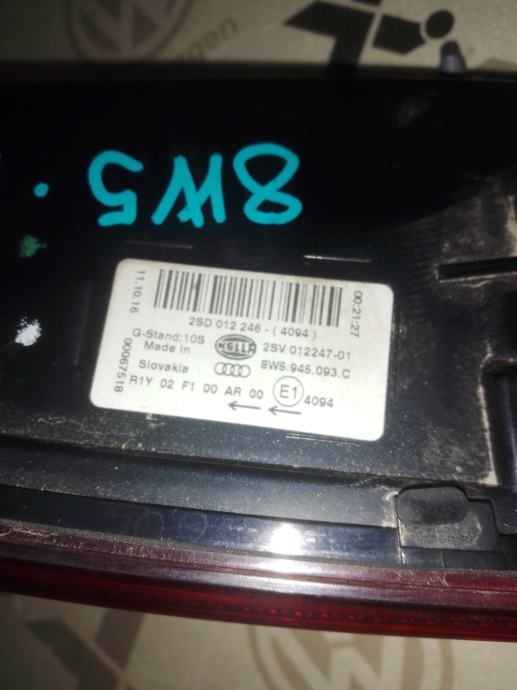 8W5
11.10.16
00:21:27
2SD 012 246-(4094)
G-Stand:10S HELLA 2SV 012247-01
Made in 8W5.945.093.C
Slovakia
R1Y 02 F1 00 AR 00 E1 4094
00067518